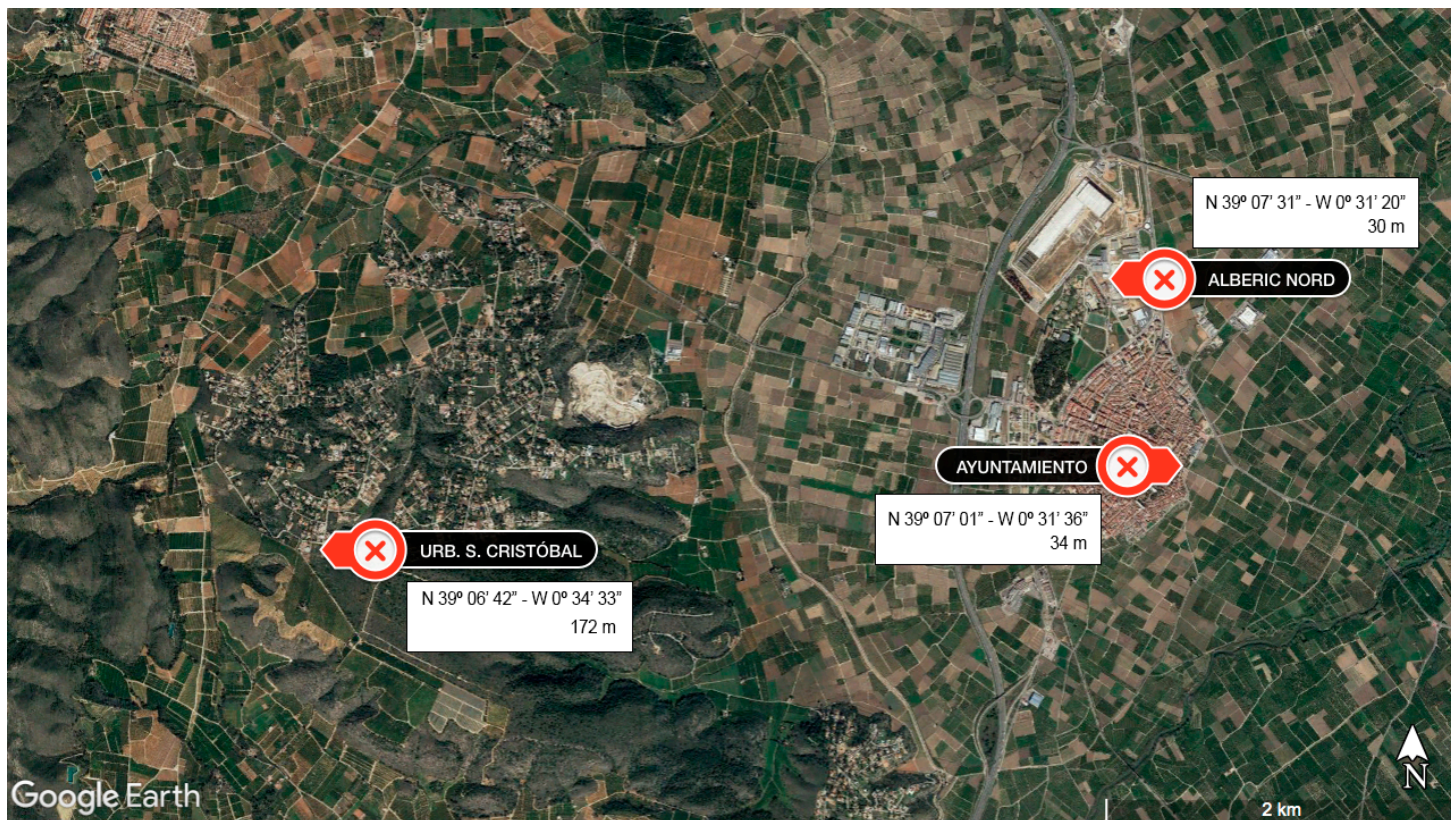 N 39º 07’ 31” - W 0º 31’ 20”
30 m
ALBERIC NORD
AYUNTAMIENTO
N 39º 07’ 01” - W 0º 31’ 36”
34 m
URB. S. CRISTÓBAL
N 39º 06’ 42” - W 0º 34’ 33”
172 m
N
Google Earth
2 km